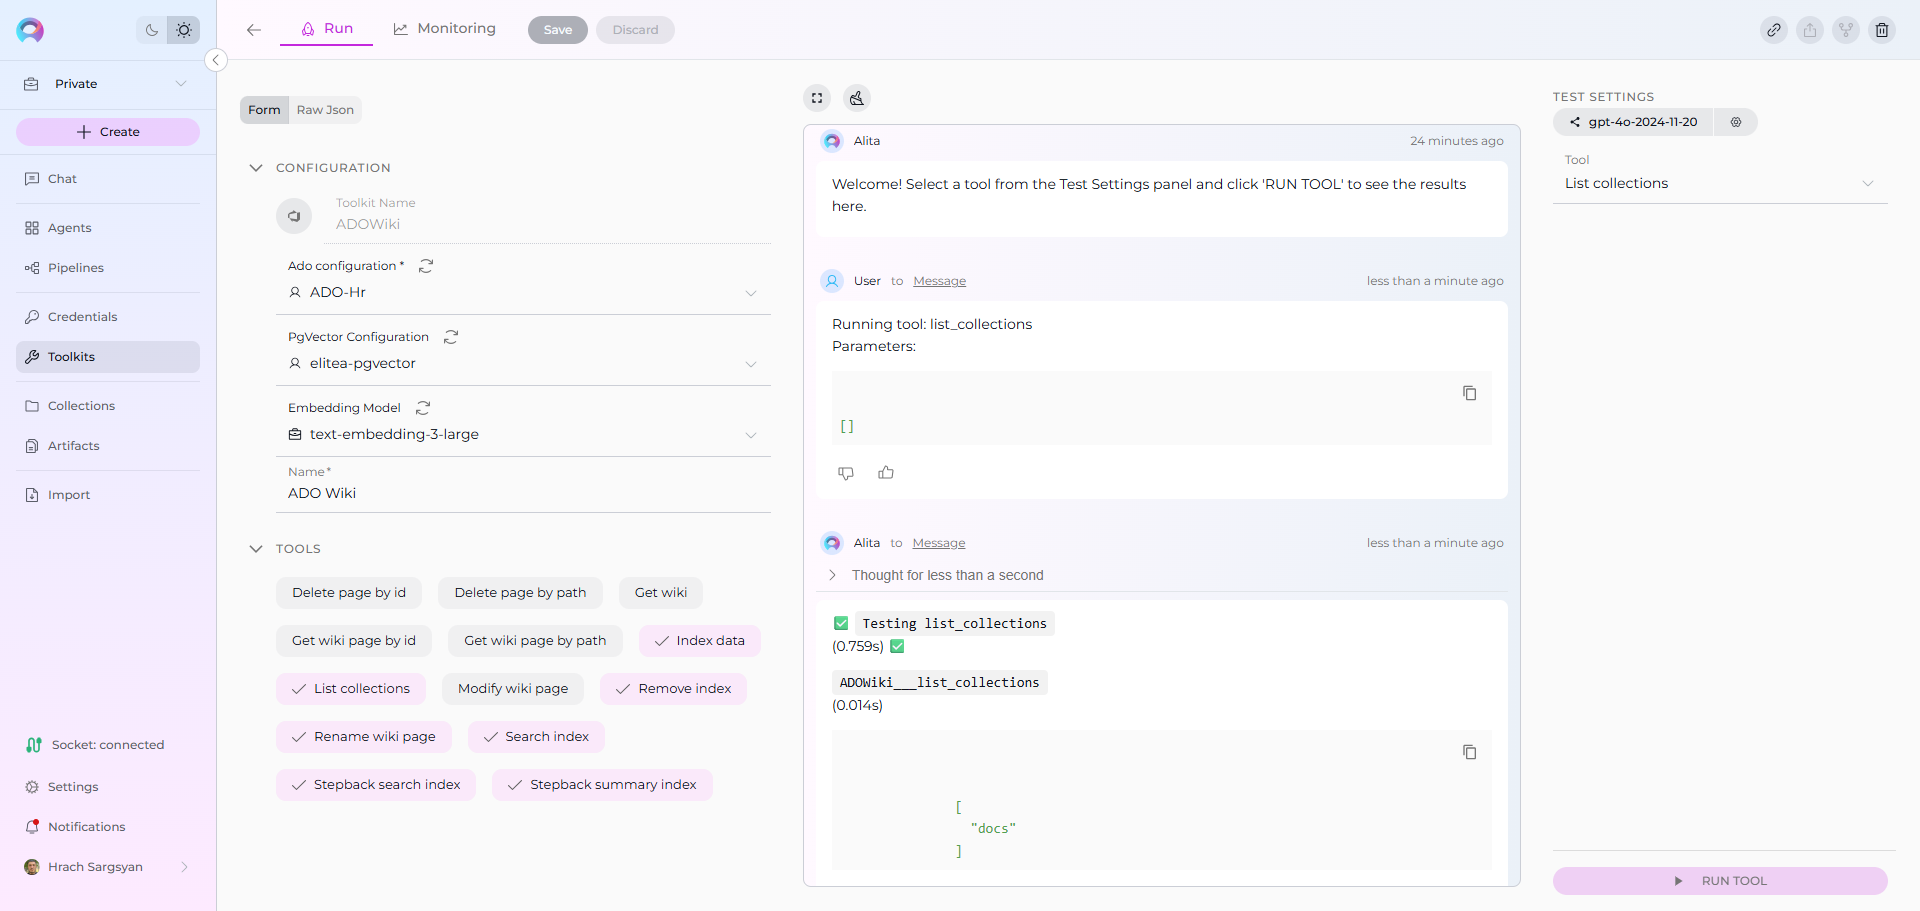 Private
Create
Chat
Agents
Pipelines
Credentials
Toolkits
Collections
Artifacts
Import
Socket: connected
Settings
Notifications
Hrach Sargsyan
Run
Monitoring
Save
Discard
Form
Raw Json
CONFIGURATION
Toolkit Name
ADOWiki
Ado configuration *
ADO-Hr
PgVector Configuration
elitea-pgvector
Embedding Model
text-embedding-3-large
Name *
ADO Wiki
TOOLS
Delete page by id
Delete page by path
Get wiki
Get wiki page by id
Get wiki page by path
Index data
List collections
Modify wiki page
Remove index
Rename wiki page
Search index
Stepback search index
Stepback summary index
Alita
24 minutes ago
Welcome! Select a tool from the Test Settings panel and click 'RUN TOOL' to see the results
here.
User to Message
less than a minute ago
Running tool: list_collections
Parameters:
[]
Alita to Message
less than a minute ago
Thought for less than a second
✅ Testing list_collections
(0.759s) ✅
ADOWiki___list_collections
(0.014s)
[
"docs"
]
TEST SETTINGS
gpt-4o-2024-11-20
Tool
List collections
RUN TOOL